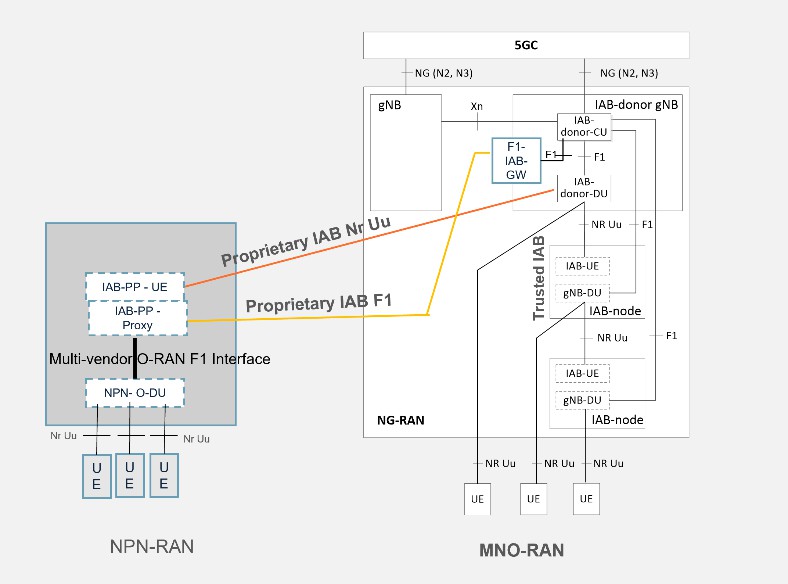 5GC
NG (N2, N3)
NG (N2, N3)
gNB
Xn
IAB-donor gNB
IAB-
donor-CU
F1-
IAB-
GW
F1
F1
IAB-
donor-DU
Proprietary IAB Nr Uu
NR Uu
F1
Trusted IAB
IAB-UE
IAB-PP - UE
gNB-DU
Proprietary IAB F1
IAB-node
IAB-PP -
Proxy
NR Uu
F1
Multi-vendor O-RAN F1 Interface
IAB-UE
NPN- O-DU
gNB-DU
NG-RAN
IAB-node
Nr Uu
Nr Uu
U
E
U
E
U
E
NR Uu
NR Uu
NR Uu
UE
UE
UE
NPN-RAN
MNO-RAN